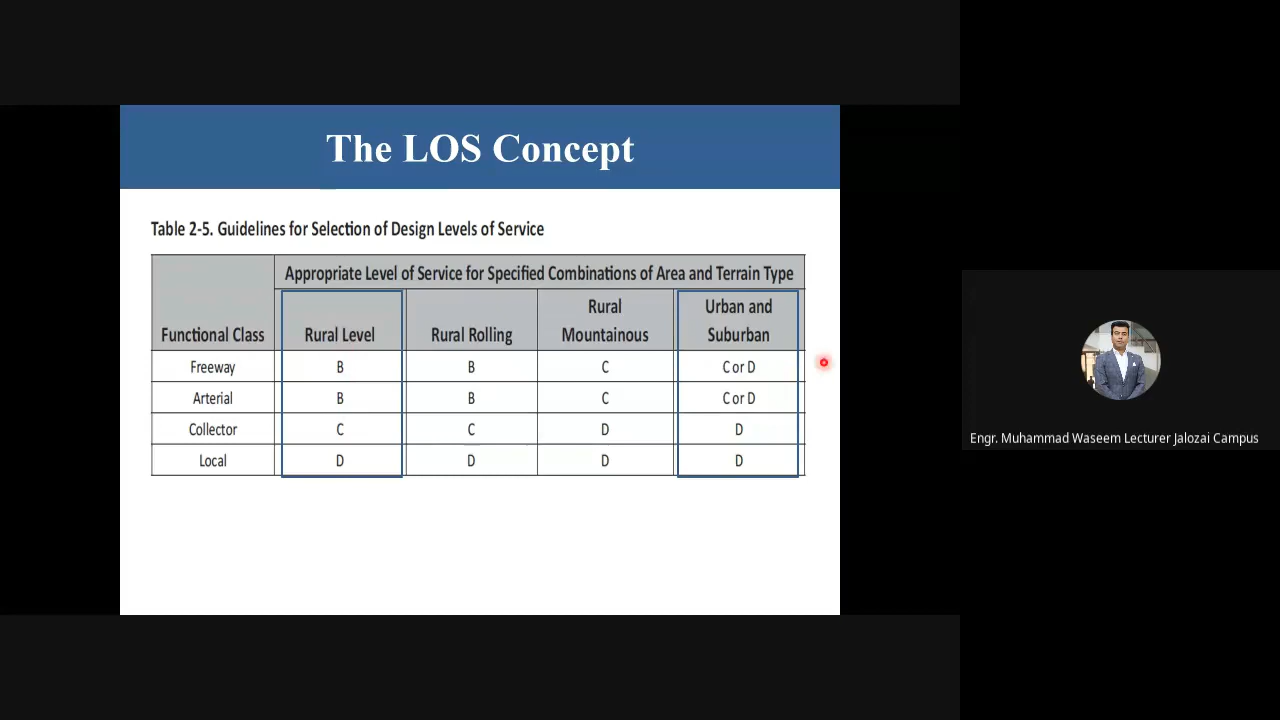 The LOS Concept
Table 2-5. Guidelines for Selection of Design Levels of Service
Appropriate Level of Service for Specified Combinations of Area and Terrain Type
Functional Class Rural Level Rural Rolling Rural Mountainous Urban and Suburban
Freeway B B C C or D
Arterial B B C C or D
Collector C C D D
Local D D D D
Engr. Muhammad Waseem Lecturer Jalozai Campus